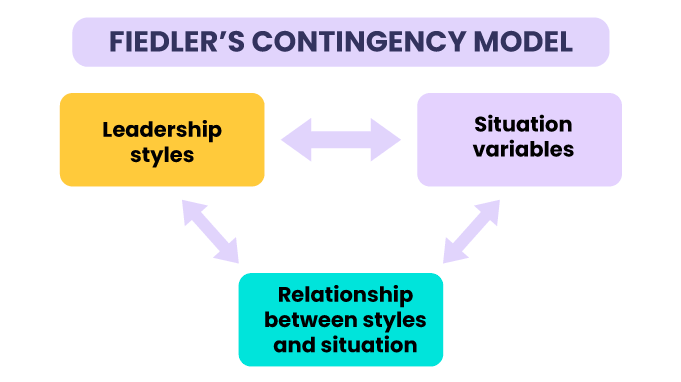 FIEDLER’S CONTINGENCY MODEL
Leadership
styles
Situation
variables
Relationship
between styles
and situation